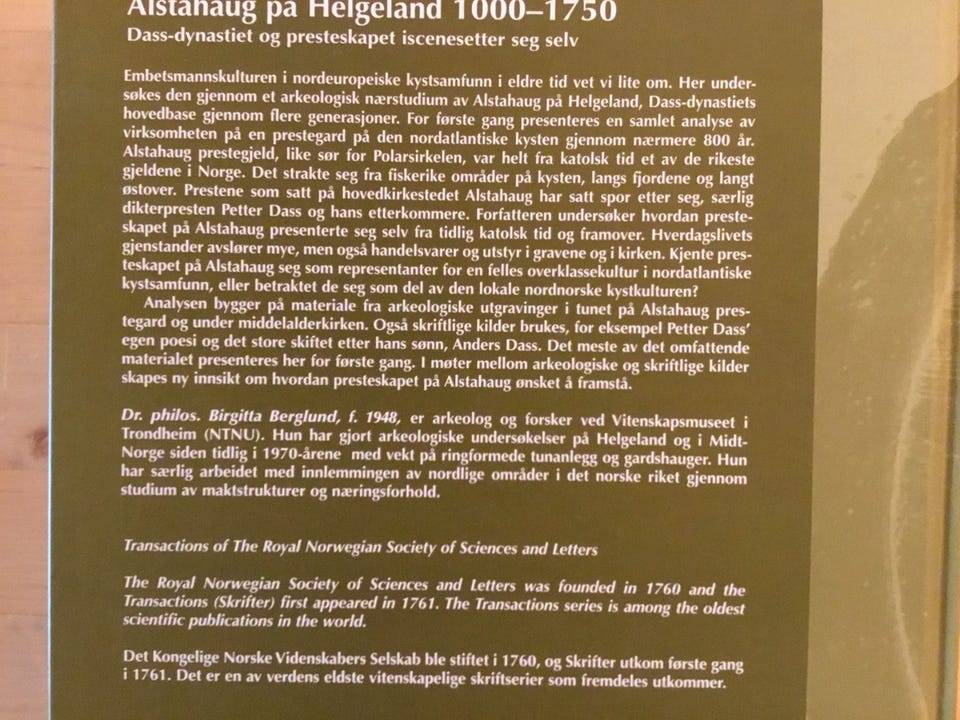 Alstahaug på Helgeland 1000–1750
Dass-dynastiet og presteskapet iscenesetter seg selv
Embetsmannskulturen i nordeuropeiske kystsamfunn i eldre tid vet vi lite om. Her under-
søkes den gjennom et arkeologisk nærstudium av Alstahaug på Helgeland, Dass-dynastiets
hovedbase gjennom flere generasjoner. For første gang presenteres en samlet analyse av
virksomheten på en prestegard på den nordatlantiske kysten gjennom nærmere 800 år.
Alstahaug prestegjeld, like sør for Polarsirkelen, var helt fra katolsk tid et av de rikeste
gjeldene i Norge. Det strakte seg fra fiskerike områder på kysten, langs fjordene og langt
østover. Prestene som satt på hovedkirkestedet Alstahaug har satt spor etter seg, særlig
dikterpresten Petter Dass og hans etterkommere. Forfatteren undersøker hvordan preste-
skapet på Alstahaug presenterte seg selv fra tidlig katolsk tid og framover. Hverdagslivets
gjenstander avslører mye, men også handelsvarer og utstyr i gravene og i kirken. Kjente pres-
teskapet på Alstahaug seg som representanter for en felles overklassekultur i nordatlantiske
kystsamfunn, eller betraktet de seg som del av den lokale nordnorske kystkulturen?
Analysen bygger på materiale fra arkeologiske utgravinger i tunet på Alstahaug pres-
tegard og under middelalderkirken. Også skriftlige kilder brukes, for eksempel Petter Dass’
egen poesi og det store skiftet etter hans sønn, Anders Dass. Det meste av det omfattende
materialet presenteres her for første gang. I møter mellom arkeologiske og skriftlige kilder
skapes ny innsikt om hvordan presteskapet på Alstahaug ønsket å framstå.
Dr. philos. Birgitta Berglund, f. 1948, er arkeolog og forsker ved Vitenskapsmuseet i
Trondheim (NTNU). Hun har gjort arkeologiske undersøkelser på Helgeland og i Midt-
Norge siden tidlig i 1970-årene med vekt på ringformede tunanlegg og gardshauger. Hun
har særlig arbeidet med innlemmingen av nordlige områder i det norske riket gjennom
studium av maktstrukturer og næringsforhold.
Transactions of The Royal Norwegian Society of Sciences and Letters
The Royal Norwegian Society of Sciences and Letters was founded in 1760 and the
Transactions (Skrifter) first appeared in 1761. The Transactions series is among the oldest
scientific publications in the world.
Det Kongelige Norske Videnskabers Selskab ble stiftet i 1760, og Skrifter utkom første gang
i 1761. Det er en av verdens eldste vitenskapelige skriftserier som fremdeles utkommer.